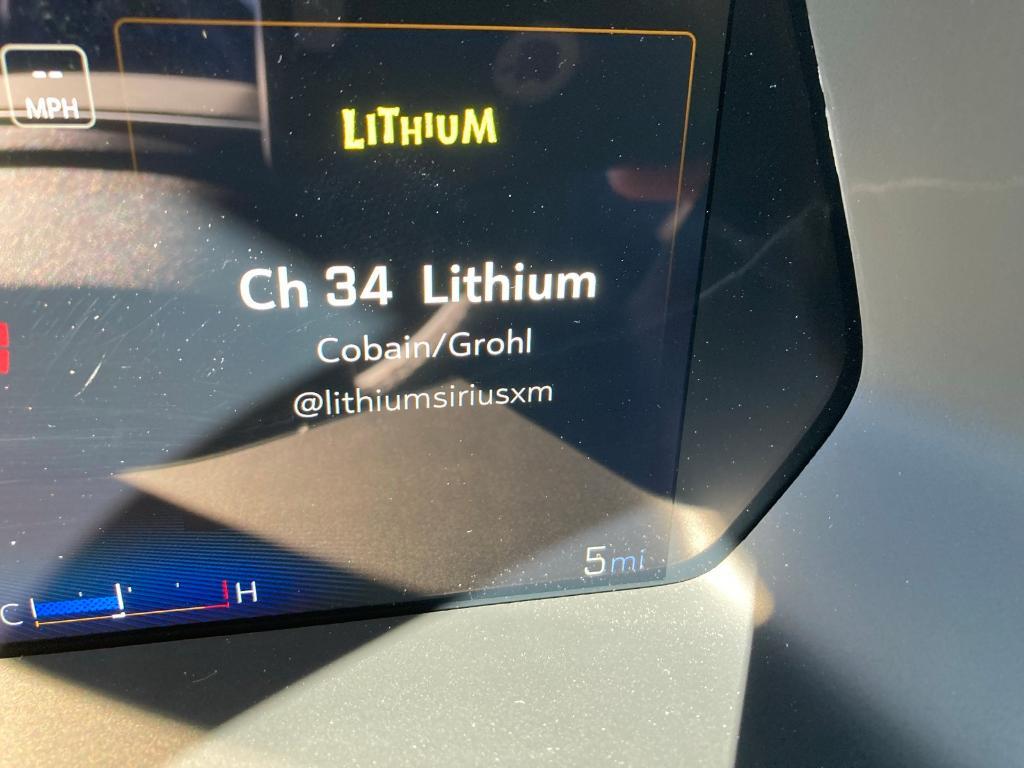 --
MPH
LITHIUM
Ch 34 Lithium
Cobain/Grohl
@lithiumsiriusxm
5mi
C H